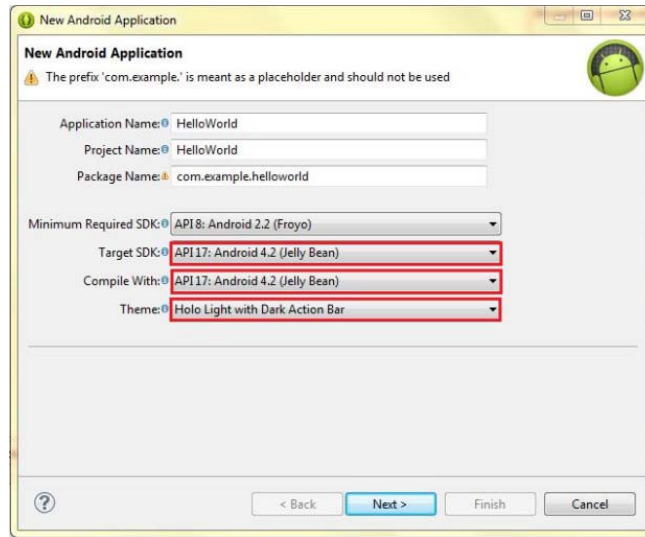 New Android Application
New Android Application
The prefix 'com.example.' is meant as a placeholder and should not be used
Application Name: HelloWorld
Project Name: HelloWorld
Package Name: com.example.helloworld
Minimum Required SDK: API 8: Android 2.2 (Froyo)
Target SDK: API 17: Android 4.2 (Jelly Bean)
Compile With: API 17: Android 4.2 (Jelly Bean)
Theme: Holo Light with Dark Action Bar
? < Back Next > Finish Cancel